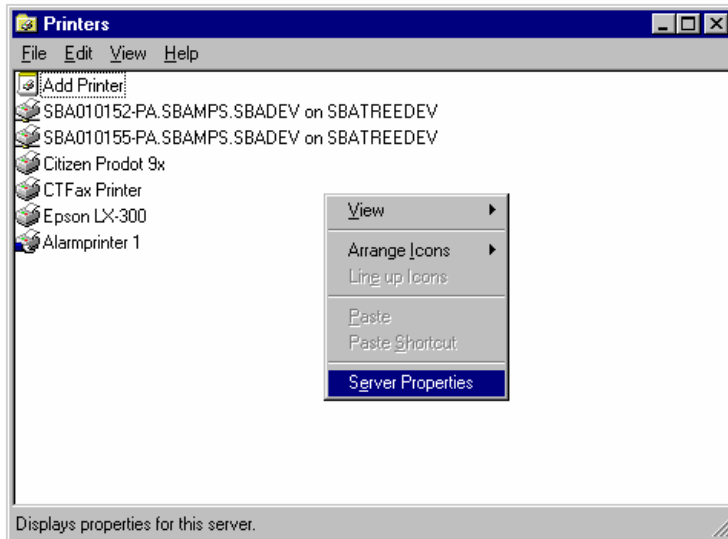 Printers
File Edit View Help
Add Printer
SBA010152-PA.SBAMPS.SBADEV on SBATREEDEV
SBA010155-PA.SBAMPS.SBADEV on SBATREEDEV
Citizen Prodot 9x
CTFax Printer
Epson LX-300
Alarmprinter 1
View
Arrange Icons
Line up Icons
Paste
Paste Shortcut
Server Properties
Displays properties for this server.